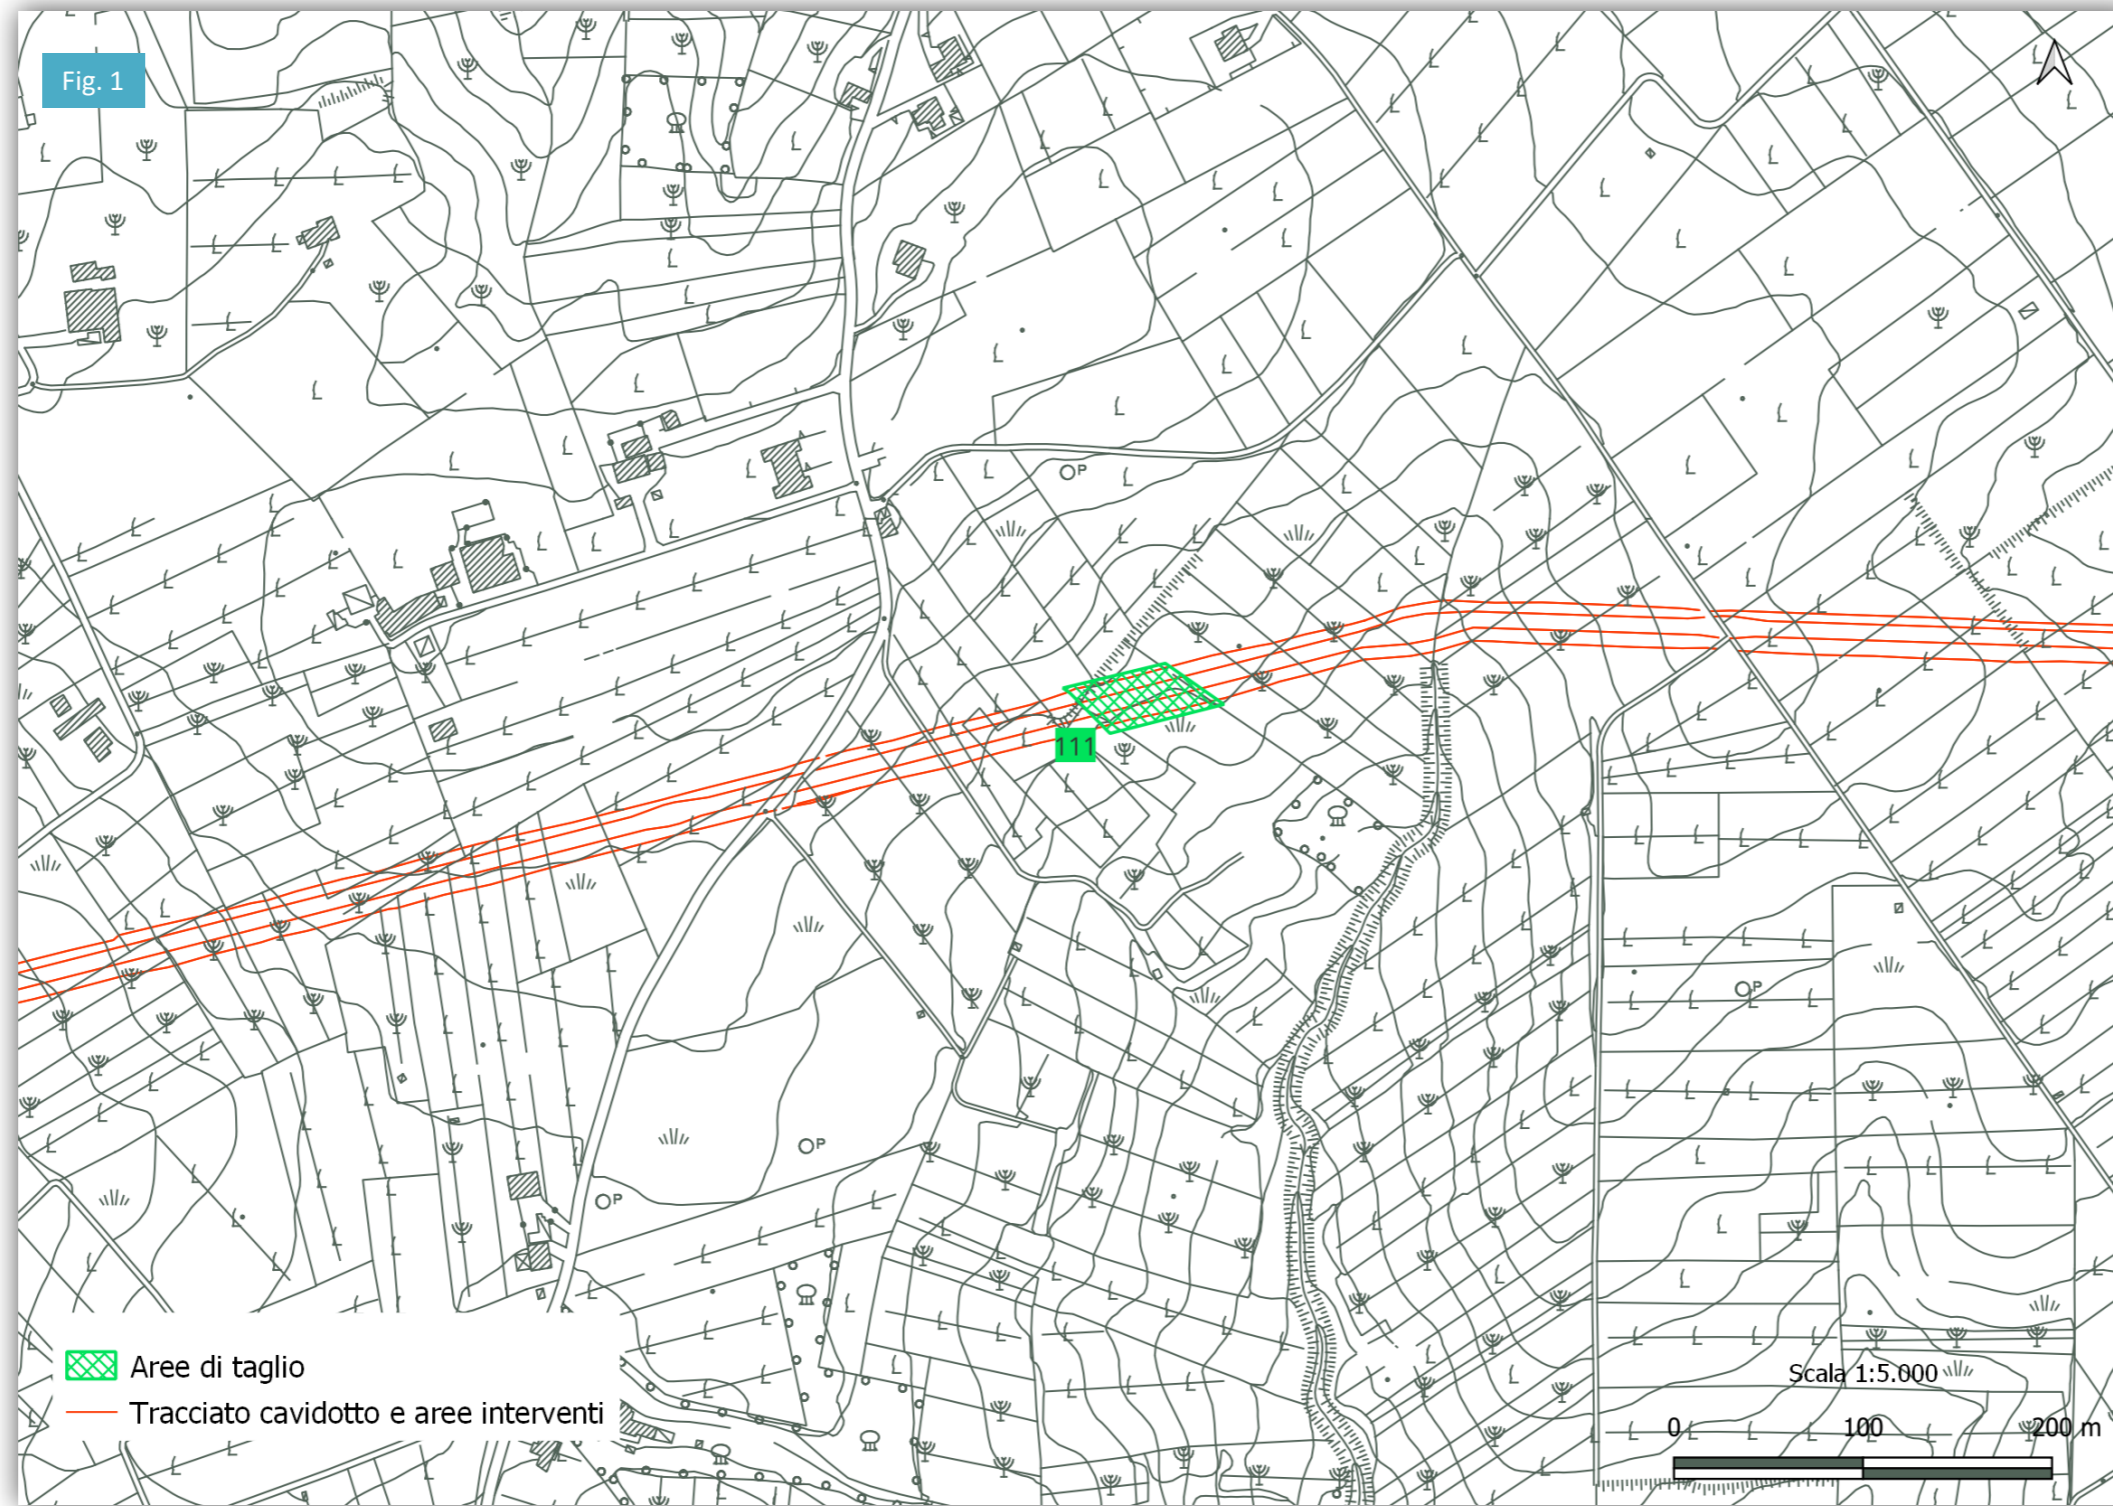 Fig. 1
P
111
P
P
P
Aree di taglio
Tracciato cavidotto e aree interventi
Scala 1:5.000
0 100 200 m